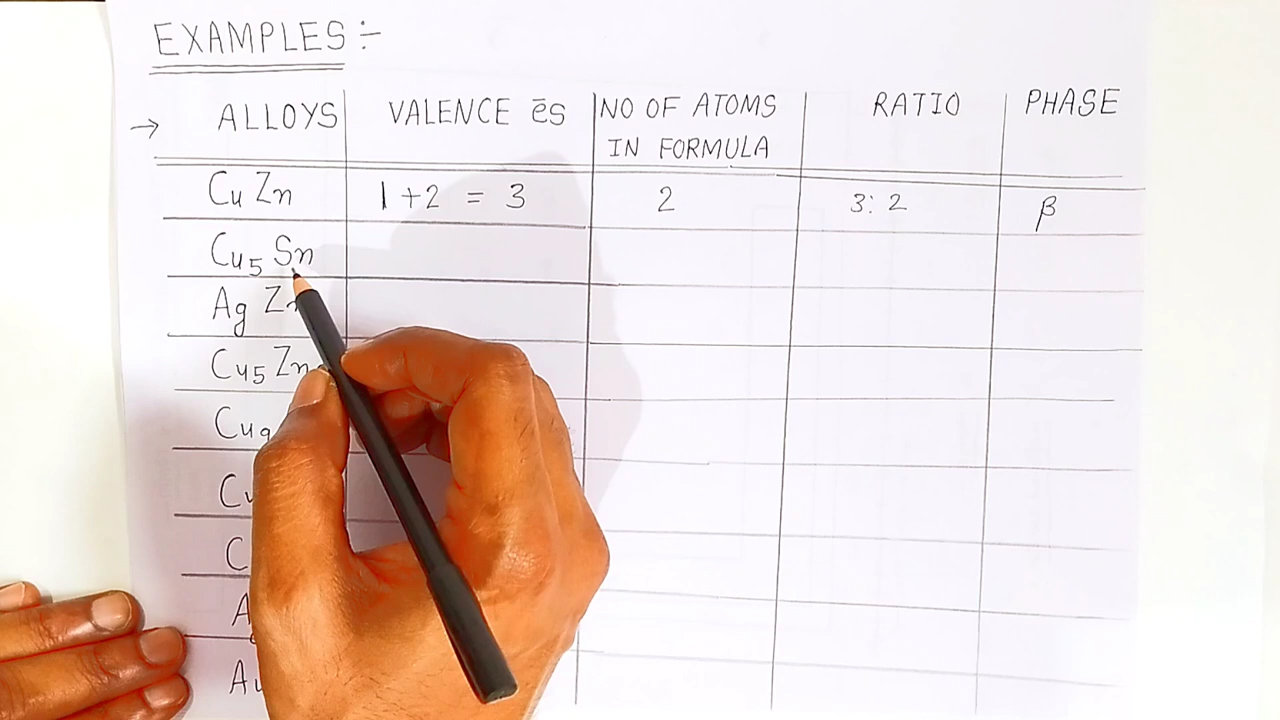 EXAMPLES :-
→ ALLOYS VALENCE ēs NO OF ATOMS IN FORMULA RATIO PHASE
Cu Zn 1 + 2 = 3 2 3 : 2 β
Cu5 Sn
Ag
Cu5 Zn